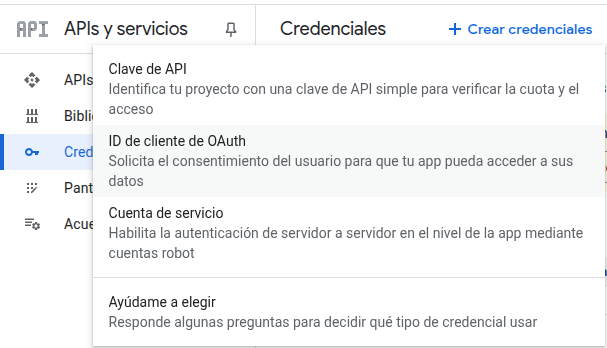 API APIs y servicios
Credenciales
+ Crear credenciales
APIs
Bibli
Cred
Pant
Acue
Clave de API
Identifica tu proyecto con una clave de API simple para verificar la cuota y el
acceso
ID de cliente de OAuth
Solicita el consentimiento del usuario para que tu app pueda acceder a sus
datos
Cuenta de servicio
Habilita la autenticación de servidor a servidor en el nivel de la app mediante
cuentas robot
Ayúdame a elegir
Responde algunas preguntas para decidir qué tipo de credencial usar